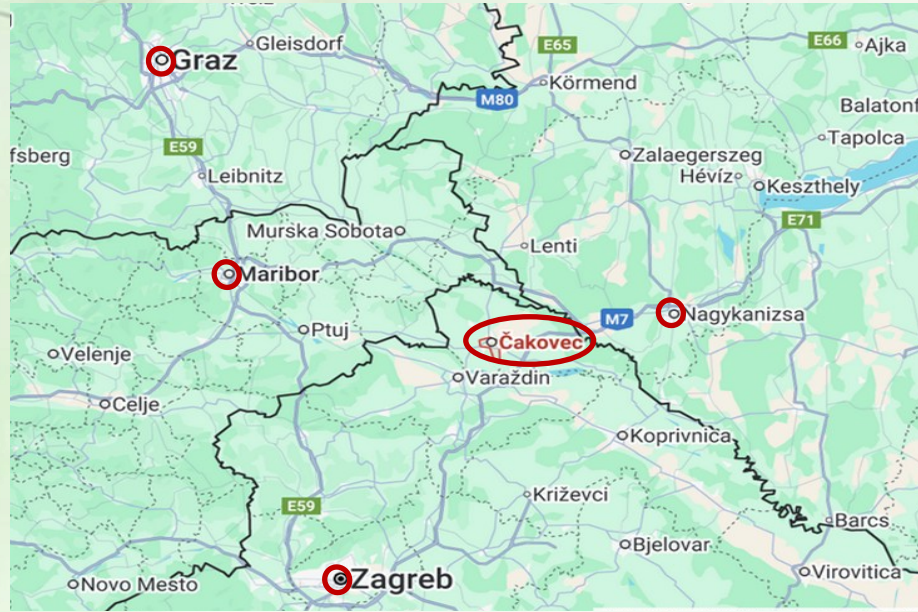 Graz
Gleisdorf
E65
E66
Ajka
Körmend
M80
Balatonf
E59
Tapolca
fsberg
Leibnitz
Zalaegerszeg
Hévíz
Keszthely
E71
Murska Sobota
Lenti
Maribor
M7
Nagykanizsa
Ptuj
Čakovec
Velenje
Varaždin
Celje
Koprivnica
E59
Križevci
Barcs
Bjelovar
Novo Mesto
Zagreb
Virovitica